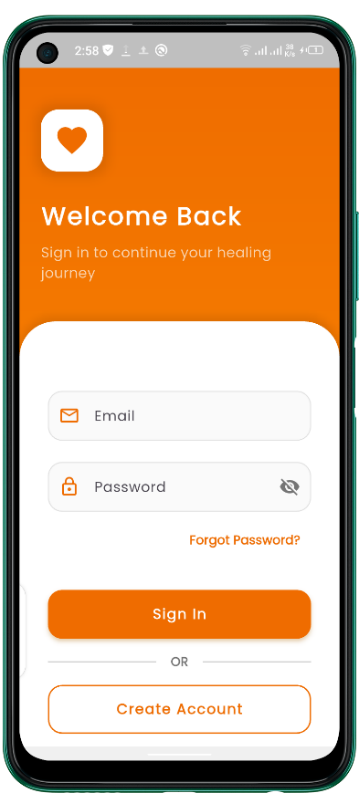 2:58
38
K/s
Welcome Back
Sign in to continue your healing
journey
Email
Password
Forgot Password?
Sign In
OR
Create Account